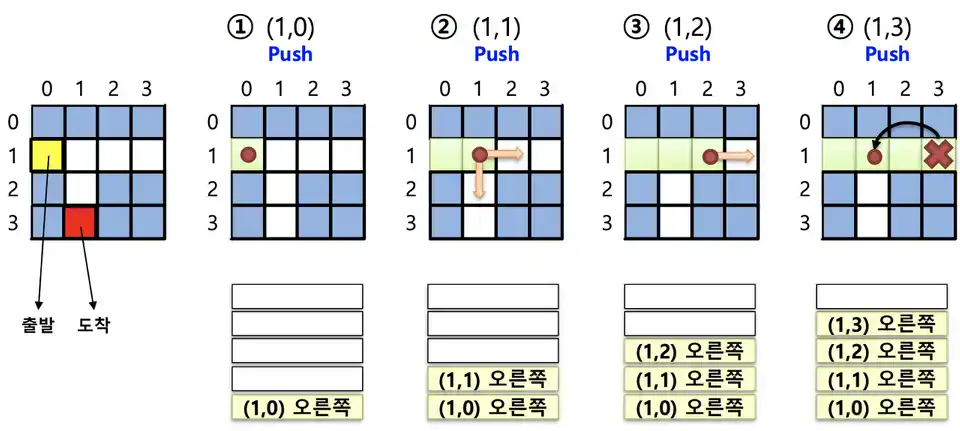 ① (1,0)
Push
② (1,1)
Push
③ (1,2)
Push
④ (1,3)
Push
0 1 2 3
0
1
2
3
출발 도착
0 1 2 3
0
1
2
3
(1,0) 오른쪽
0 1 2 3
0
1
2
3
(1,1) 오른쪽
(1,0) 오른쪽
0 1 2 3
0
1
2
3
(1,2) 오른쪽
(1,1) 오른쪽
(1,0) 오른쪽
0 1 2 3
0
1
2
3
(1,3) 오른쪽
(1,2) 오른쪽
(1,1) 오른쪽
(1,0) 오른쪽